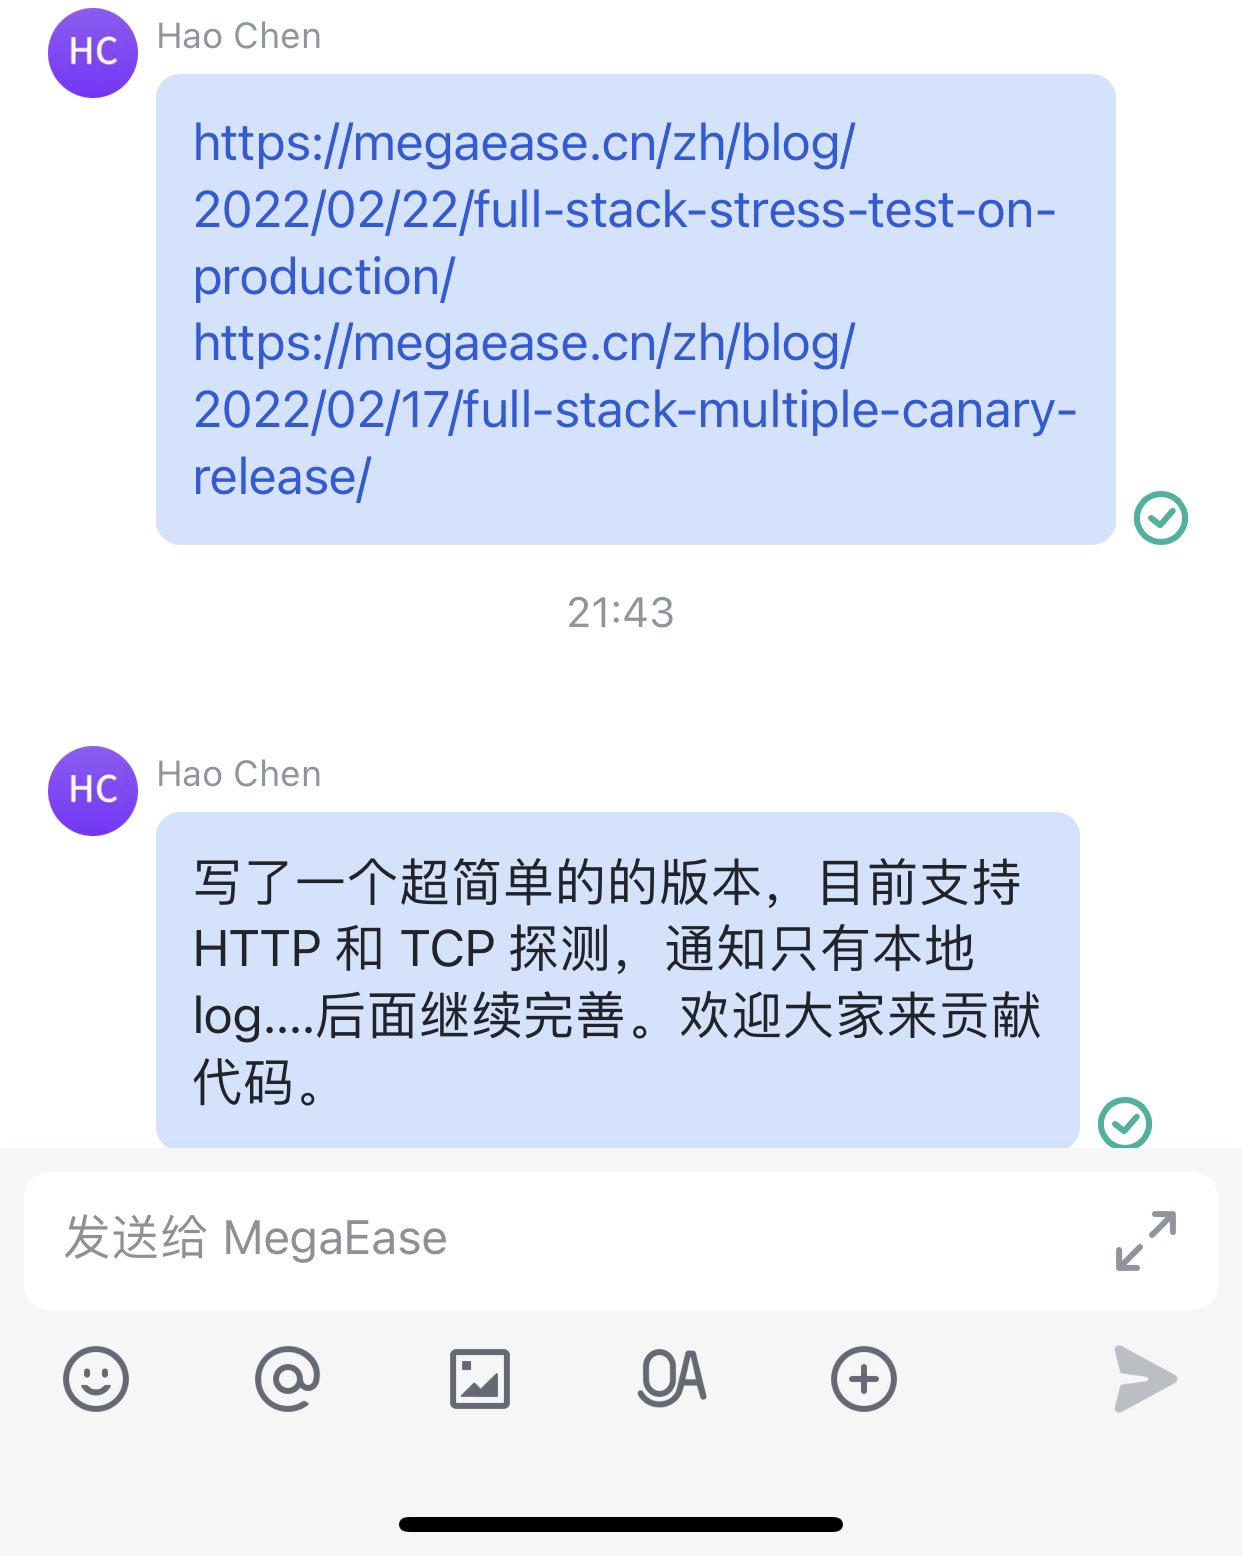 HC
Hao Chen
https://megaease.cn/zh/blog/
2022/02/22/full-stack-stress-test-on-
production/
https://megaease.cn/zh/blog/
2022/02/17/full-stack-multiple-canary-
release/
21:43
HC
Hao Chen
写了一个超简单的的版本，目前支持
HTTP 和 TCP 探测，通知只有本地
log....后面继续完善。欢迎大家来贡献
代码。
发送给 MegaEase